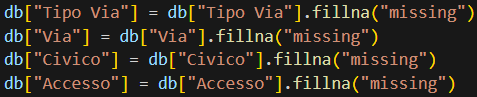 db["Tipo Via"] = db["Tipo Via"].fillna("missing")
db["Via"] = db["Via"].fillna("missing")
db["Civico"] = db["Civico"].fillna("missing")
db["Accesso"] = db["Accesso"].fillna("missing")